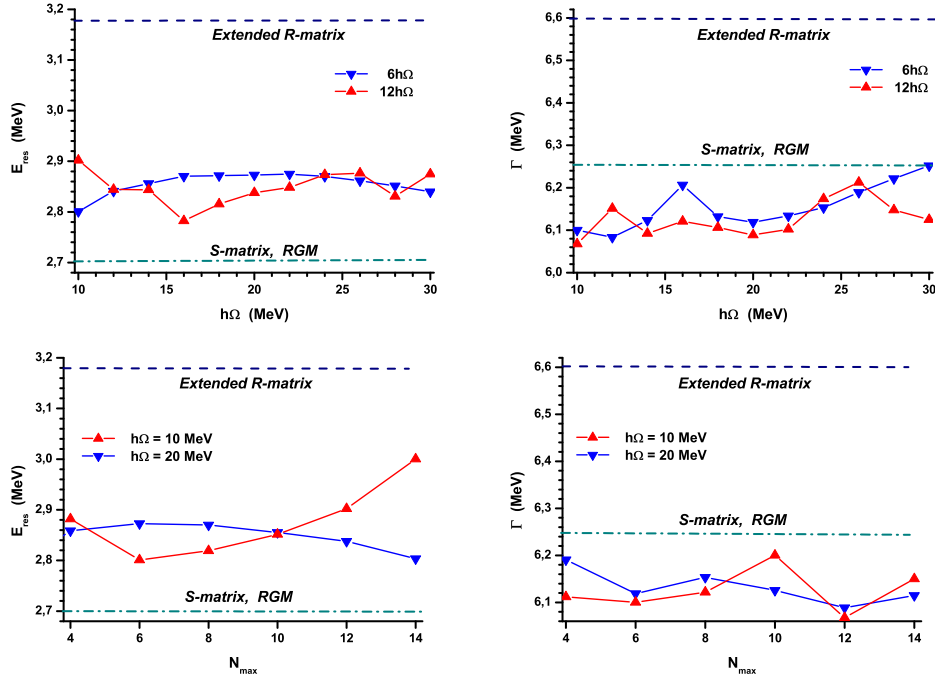 3,2
Extended R-matrix
3,1
6hΩ
12hΩ
3,0
E_res (MeV)
2,9
2,8
S-matrix, RGM
2,7
10 15 20 25 30
hΩ (MeV)
6,6
Extended R-matrix
6,5
6hΩ
12hΩ
6,4
Γ (MeV)
6,3
S-matrix, RGM
6,2
6,1
6,0
10 15 20 25 30
hΩ (MeV)
3,2
Extended R-matrix
3,1
hΩ = 10 MeV
hΩ = 20 MeV
3,0
E_res (MeV)
2,9
2,8
S-matrix, RGM
2,7
4 6 8 10 12 14
N_max
6,6
Extended R-matrix
6,5
hΩ = 10 MeV
hΩ = 20 MeV
6,4
Γ (MeV)
6,3
S-matrix, RGM
6,2
6,1
4 6 8 10 12 14
N_max